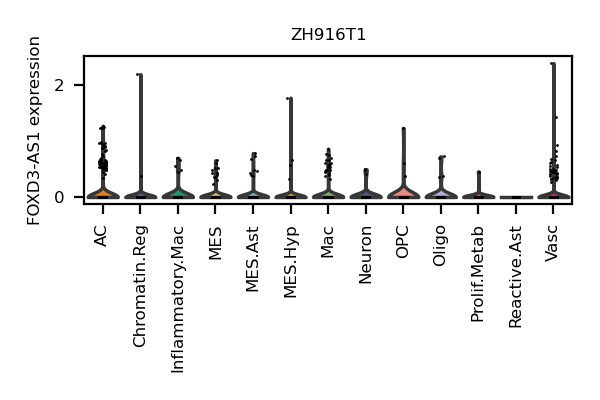 ZH916T1
FOXD3-AS1 expression
2
0
AC
Chromatin.Reg
Inflammatory.Mac
MES
MES.Ast
MES.Hyp
Mac
Neuron
OPC
Oligo
Prolif.Metab
Reactive.Ast
Vasc